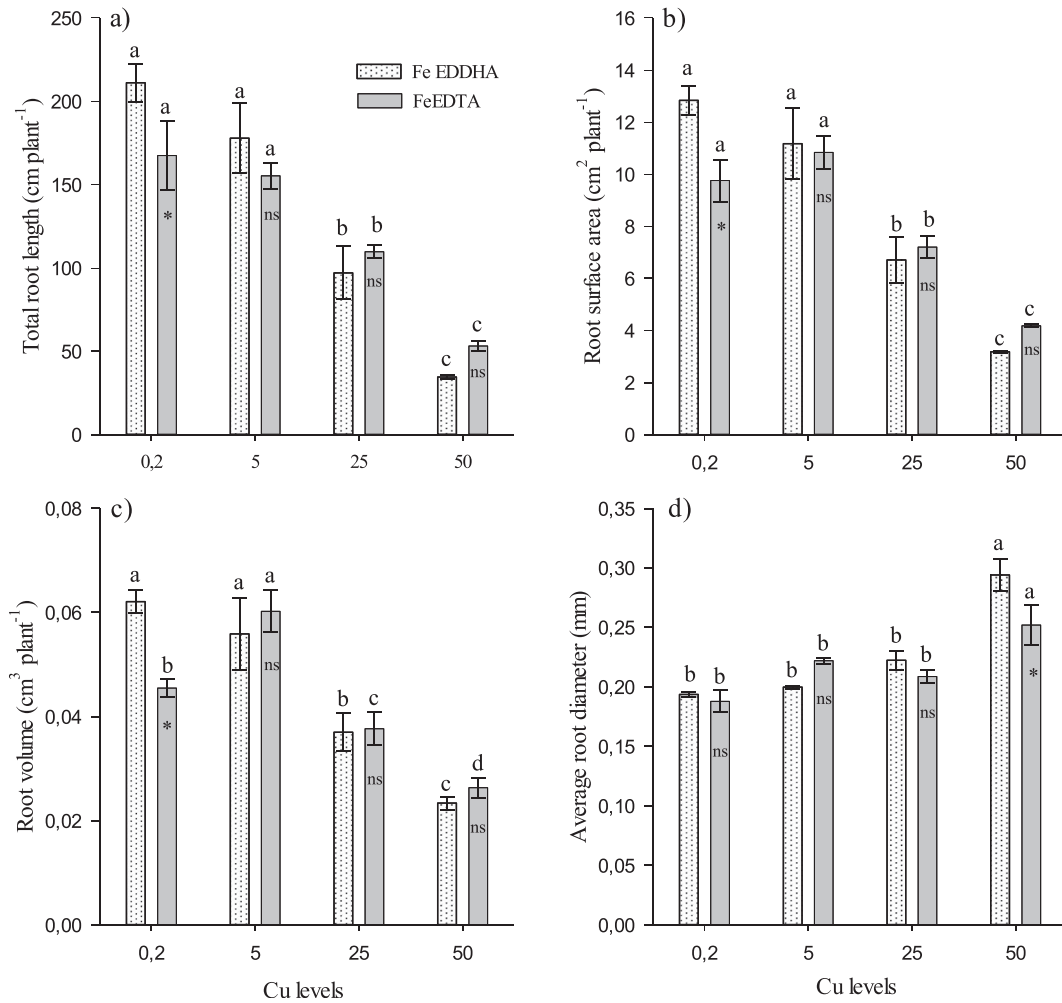 a)
Total root length (cm plant⁻¹)
250
200
150
100
50
0
a a a a b b c c
* ns ns ns
Fe EDDHA
FeEDTA
0,2 5 25 50
b)
Root surface area (cm² plant⁻¹)
16
14
12
10
8
6
4
2
0
a a a a b b c c
* ns ns ns
0,2 5 25 50
c)
Root volume (cm³ plant⁻¹)
0,08
0,06
0,04
0,02
0,00
a b a a b c c d
* ns ns ns
0,2 5 25 50
Cu levels
d)
Average root diameter (mm)
0,35
0,30
0,25
0,20
0,15
0,10
0,05
0,00
b b b b b b a a
ns ns ns *
0,2 5 25 50
Cu levels